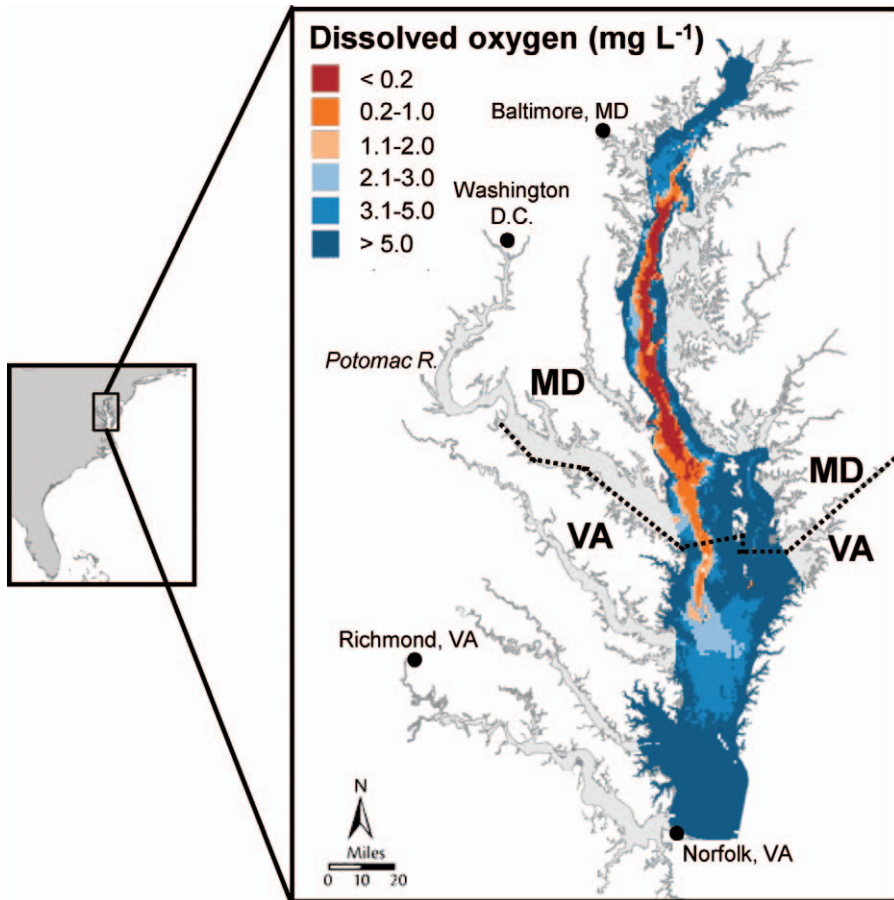 Dissolved oxygen (mg L-1)
< 0.2
0.2-1.0
1.1-2.0
2.1-3.0
3.1-5.0
> 5.0
Baltimore, MD
Washington
D.C.
Potomac R.
MD
MD
VA
VA
Richmond, VA
N
Miles
0 10 20
Norfolk, VA